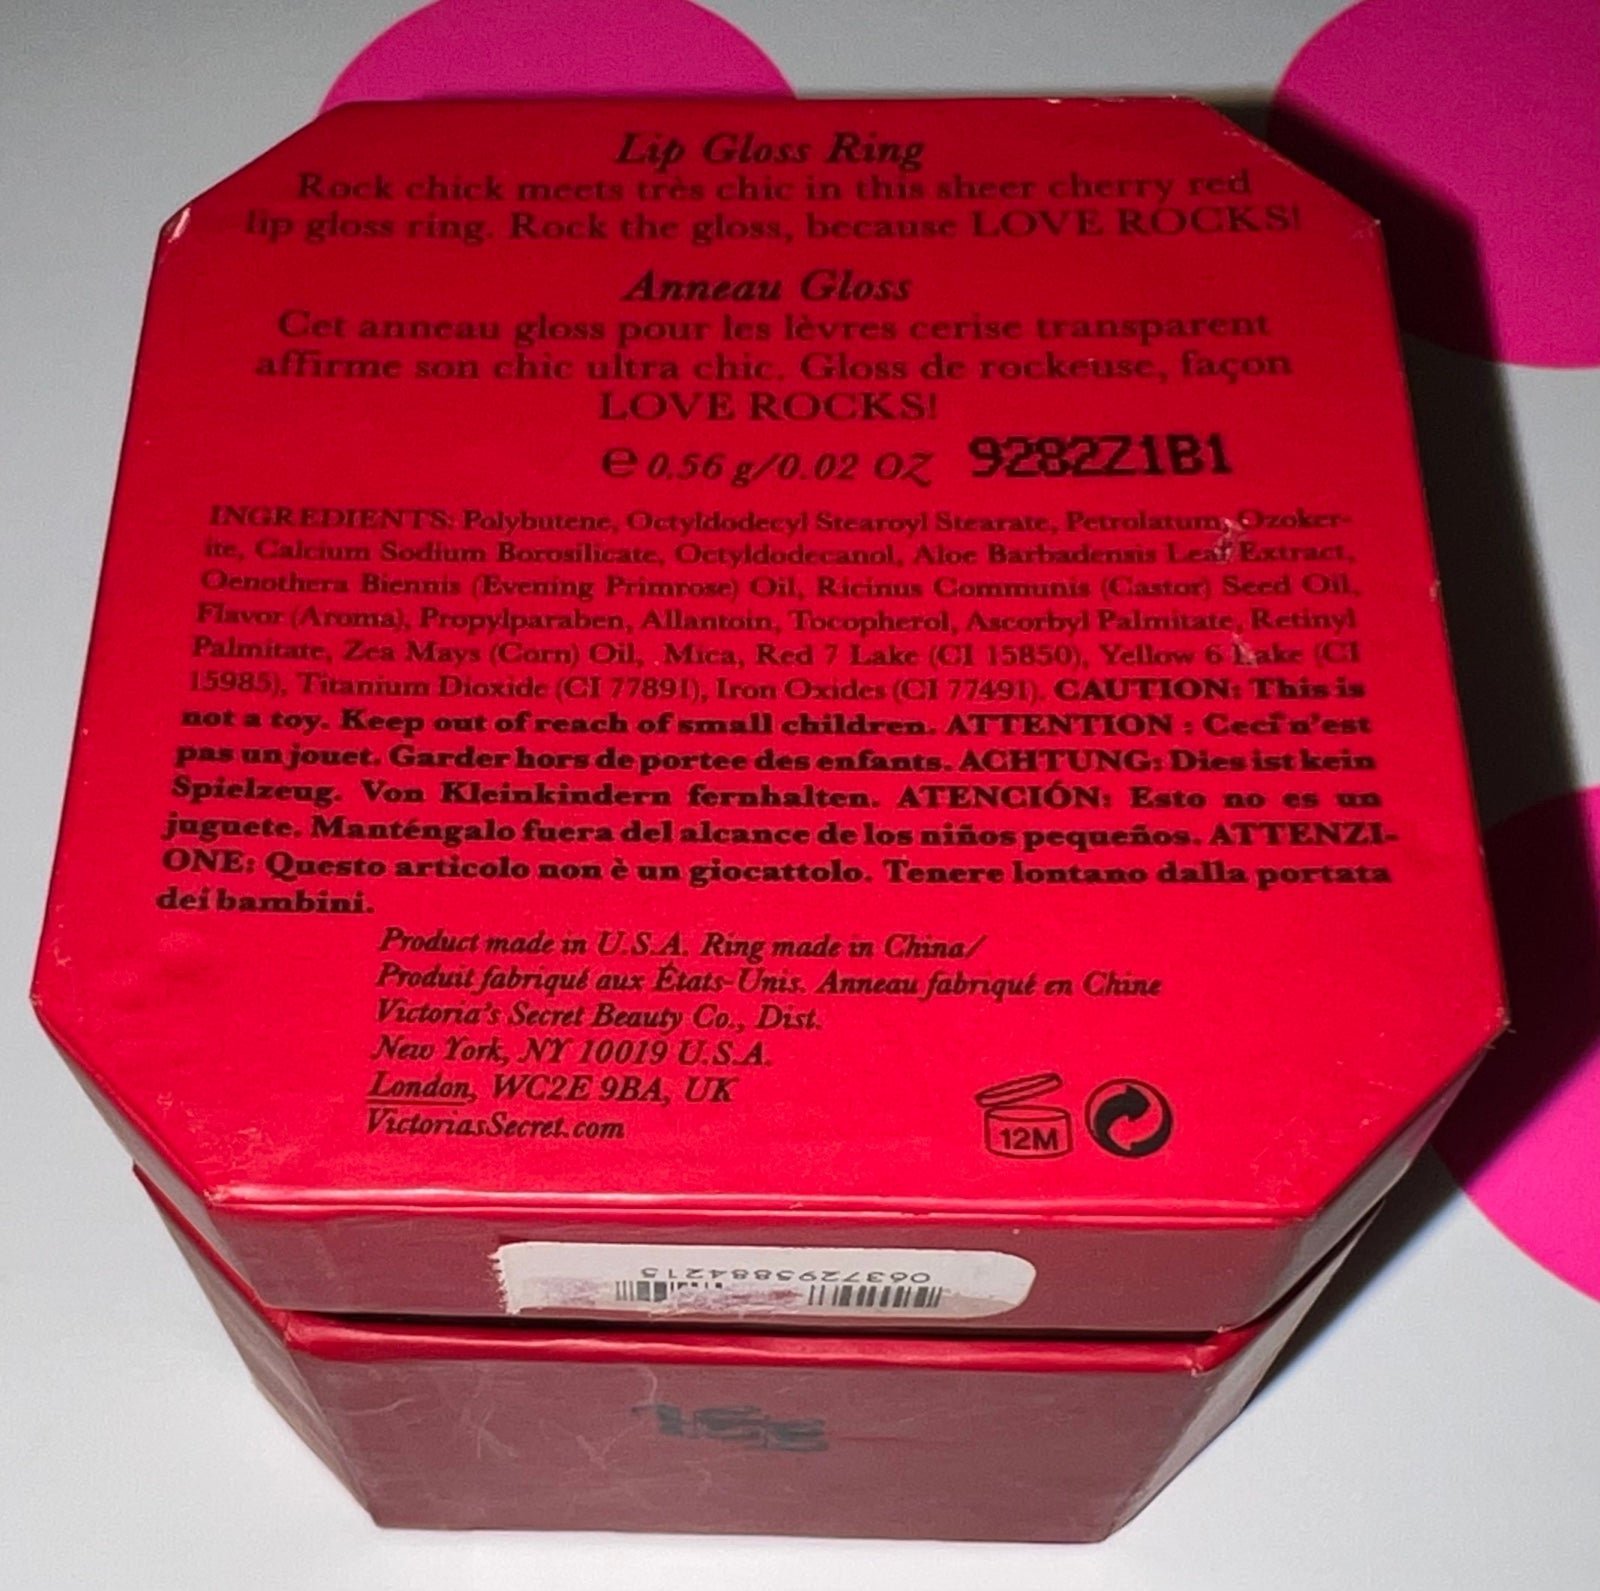 Lip Gloss Ring
Rock chick meets très chic in this sheer cherry red
lip gloss ring. Rock the gloss, because LOVE ROCKS!
Anneau Gloss
Cet anneau gloss pour les lèvres cerise transparent
affirme son chic ultra chic. Gloss de rockeuse, façon
LOVE ROCKS!
℮ 0.56 g/0.02 OZ 9282Z1B1
INGREDIENTS: Polybutene, Octyldodecyl Stearoyl Stearate, Petrolatum, Ozoker-
ite, Calcium Sodium Borosilicate, Octyldodecanol, Aloe Barbadensis Leaf Extract,
Oenothera Biennis (Evening Primrose) Oil, Ricinus Communis (Castor) Seed Oil,
Flavor (Aroma), Propylparaben, Allantoin, Tocopherol, Ascorbyl Palmitate, Retinyl
Palmitate, Zea Mays (Corn) Oil, Mica, Red 7 Lake (CI 15850), Yellow 6 Lake (CI
15985), Titanium Dioxide (CI 77891), Iron Oxides (CI 77491). CAUTION: This is
not a toy. Keep out of reach of small children. ATTENTION : Ceci n'est
pas un jouet. Garder hors de portee des enfants. ACHTUNG: Dies ist kein
Spielzeug. Von Kleinkindern fernhalten. ATENCIÓN: Esto no es un
juguete. Manténgalo fuera del alcance de los niños pequeños. ATTENZI-
ONE: Questo articolo non è un giocattolo. Tenere lontano dalla portata
dei bambini.
Product made in U.S.A. Ring made in China/
Produit fabriqué aux États-Unis. Anneau fabriqué en Chine
Victoria's Secret Beauty Co., Dist.
New York, NY 10019 U.S.A.
London, WC2E 9BA, UK
VictoriasSecret.com
12M
0637295884215